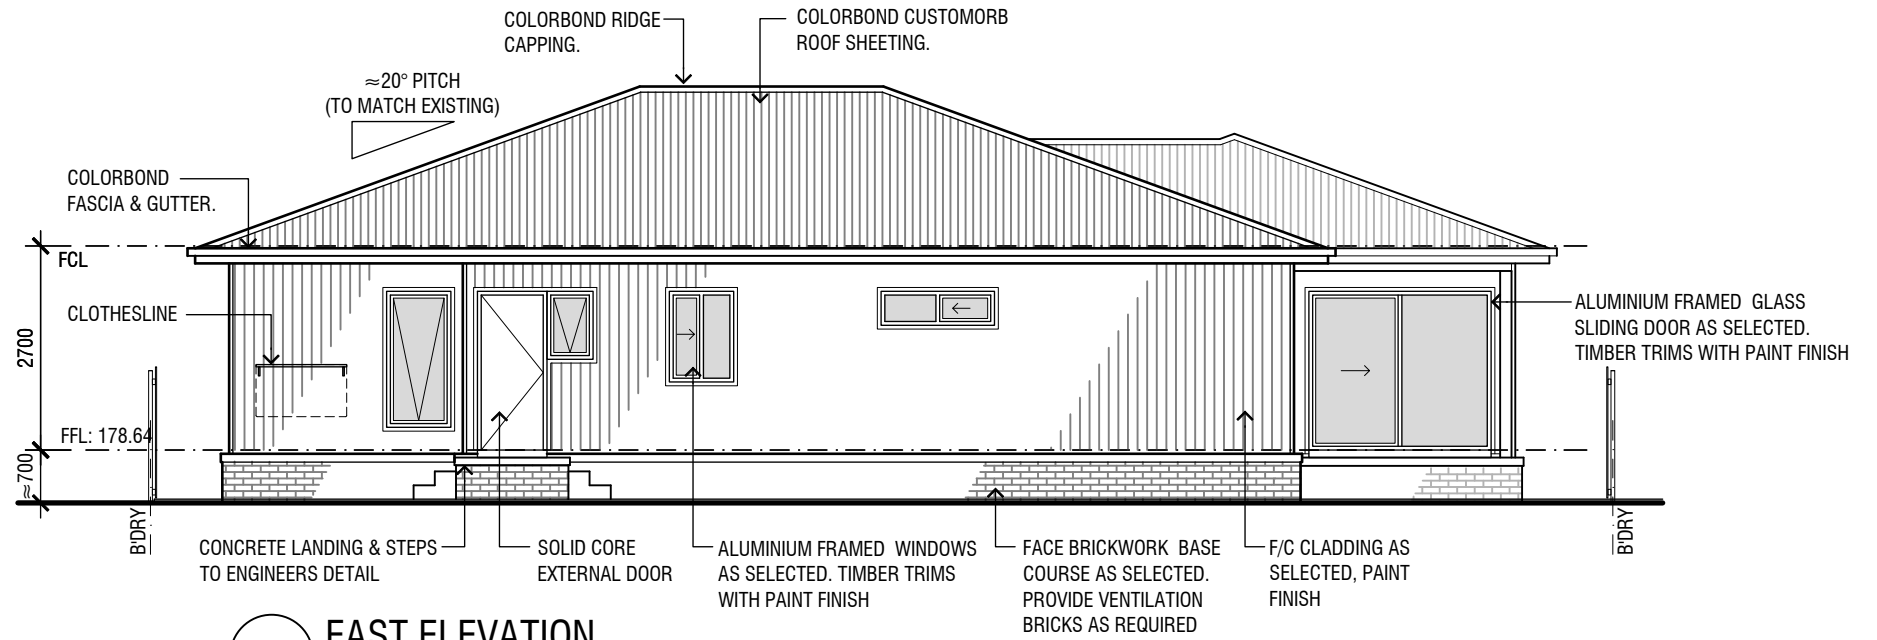 COLORBOND RIDGE
CAPPING.
COLORBOND CUSTOMORB
ROOF SHEETING.
≈20° PITCH
(TO MATCH EXISTING)
COLORBOND
FASCIA & GUTTER.
FCL
CLOTHESLINE
2700
FFL: 178.64
≈700
ALUMINIUM FRAMED GLASS
SLIDING DOOR AS SELECTED.
TIMBER TRIMS WITH PAINT FINISH
B'DRY
B'DRY
CONCRETE LANDING & STEPS
TO ENGINEERS DETAIL
SOLID CORE
EXTERNAL DOOR
ALUMINIUM FRAMED WINDOWS
AS SELECTED. TIMBER TRIMS
WITH PAINT FINISH
FACE BRICKWORK BASE
COURSE AS SELECTED.
PROVIDE VENTILATION
BRICKS AS REQUIRED
F/C CLADDING AS
SELECTED, PAINT
FINISH
EAST ELEVATION